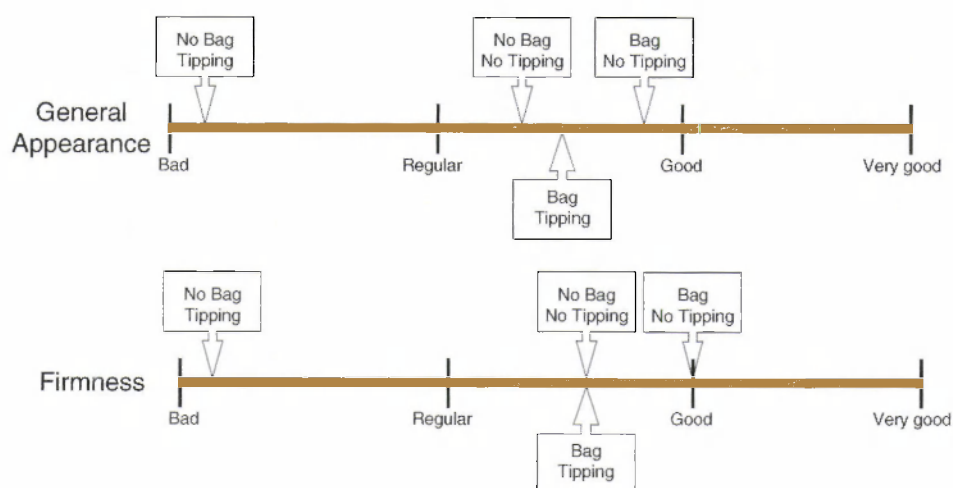 No Bag
Tipping
No Bag
No Tipping
Bag
No Tipping
General
Appearance
Bad
Regular
Good
Very good
Bag
Tipping
No Bag
Tipping
No Bag
No Tipping
Bag
No Tipping
Firmness
Bad
Regular
Good
Very good
Bag
Tipping